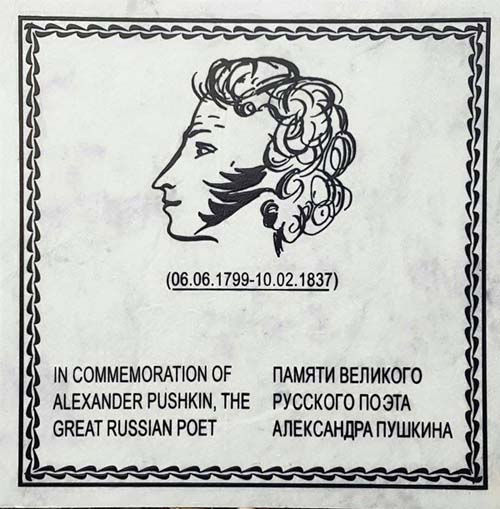 (06.06.1799-10.02.1837)
IN COMMEMORATION OF
ALEXANDER PUSHKIN, THE
GREAT RUSSIAN POET
ПАМЯТИ ВЕЛИКОГО
РУССКОГО ПОЭТА
АЛЕКСАНДРА ПУШКИНА